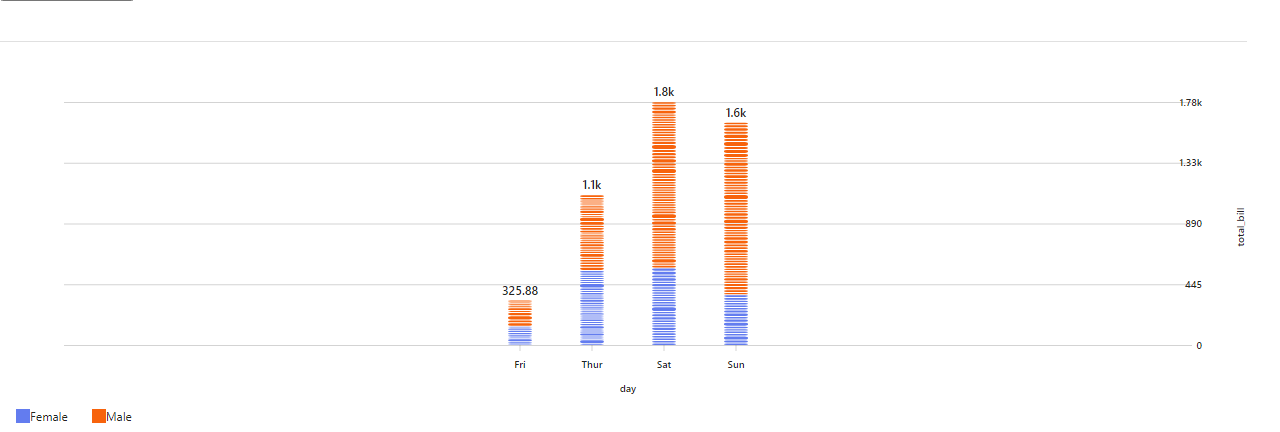 1.8k
1.78k
1.6k
1.33k
1.1k
890
total_bill
445
325.88
0
Fri Thur Sat Sun
day
Female Male